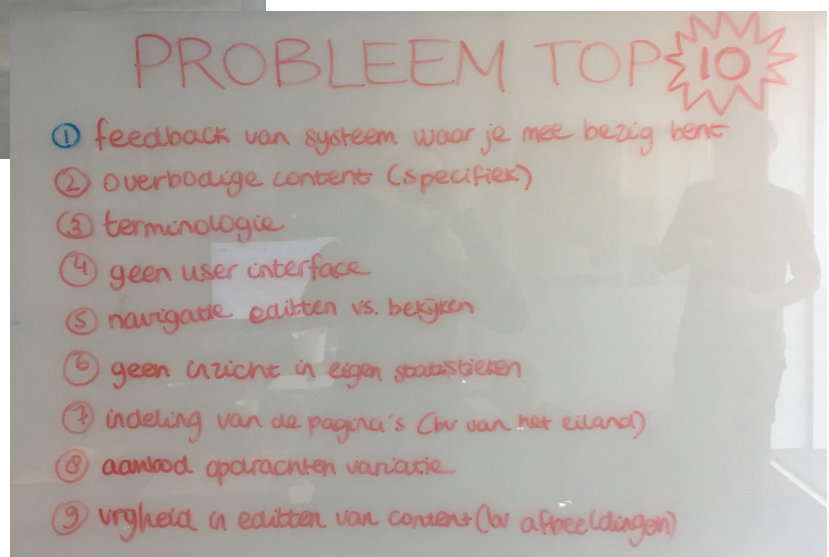 PROBLEEM TOP 10
1 feedback van systeem waar je mee bezig bent
2 overbodige content (specifiek)
3 terminologie
4 geen user interface
5 navigatie editten vs. bekijken
6 geen inzicht in eigen statistieken
7 indeling van de pagina's (bv van het eiland)
8 aanbod opdrachten variatie
9 vrijheid in editten van content (bv afbeeldingen)